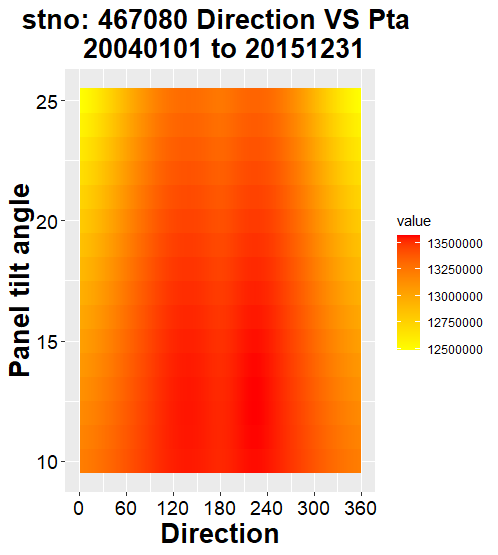 stno: 467080 Direction VS Pta
20040101 to 20151231
Panel tilt angle
25
20
15
10
0 60 120 180 240 300 360
Direction
value
13500000
13250000
13000000
12750000
12500000